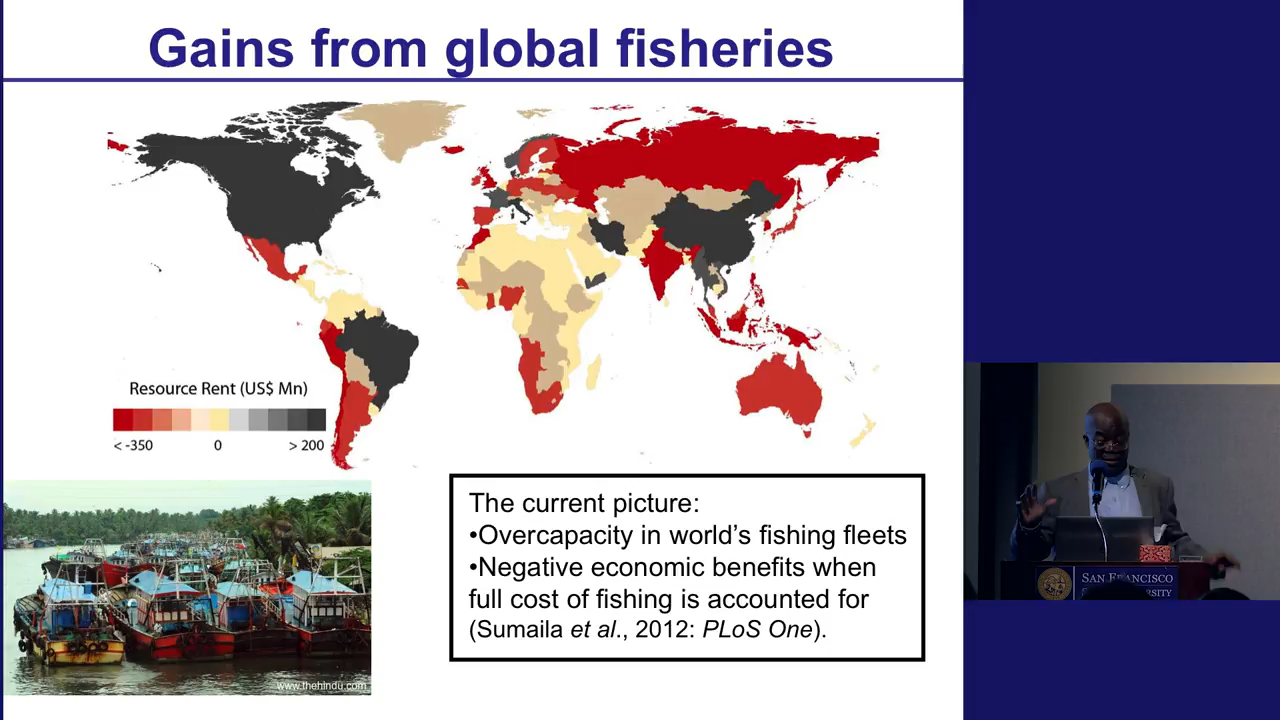 Gains from global fisheries
Resource Rent (US$ Mn)
< -350 0 > 200
www.thehindu.com
The current picture:
•Overcapacity in world’s fishing fleets
•Negative economic benefits when
full cost of fishing is accounted for
(Sumaila et al., 2012: PLoS One).
SAN FRANCISCO